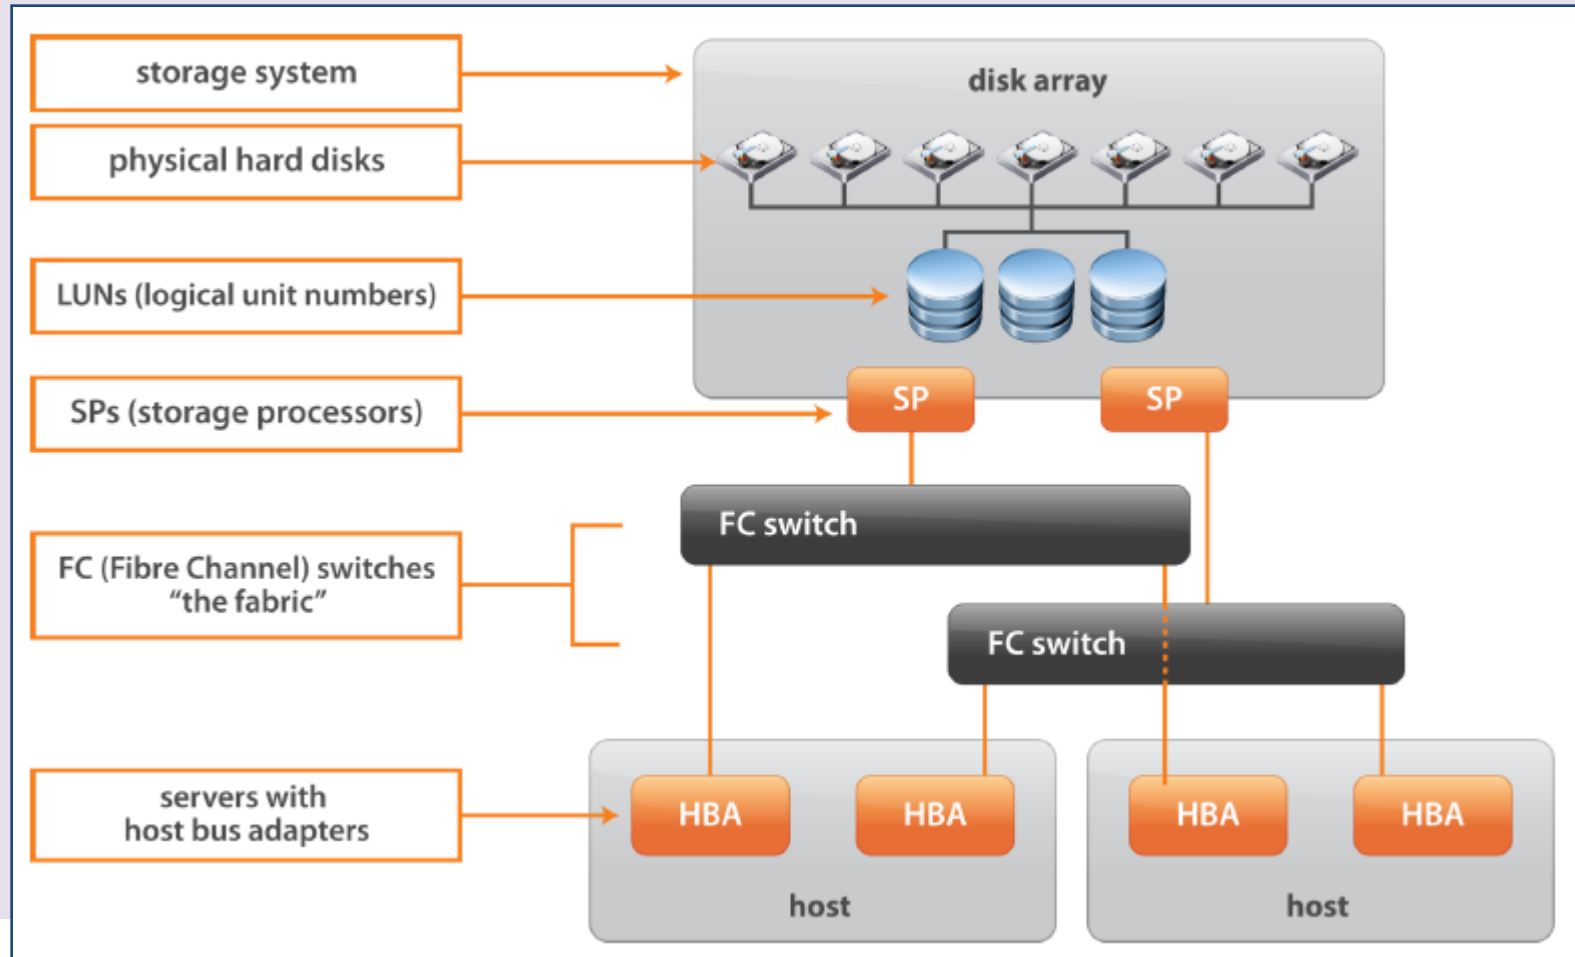 storage system
disk array
physical hard disks
LUNs (logical unit numbers)
SPs (storage processors)
SP
SP
FC switch
FC (Fibre Channel) switches
“the fabric”
FC switch
servers with
host bus adapters
HBA
HBA
HBA
HBA
host
host